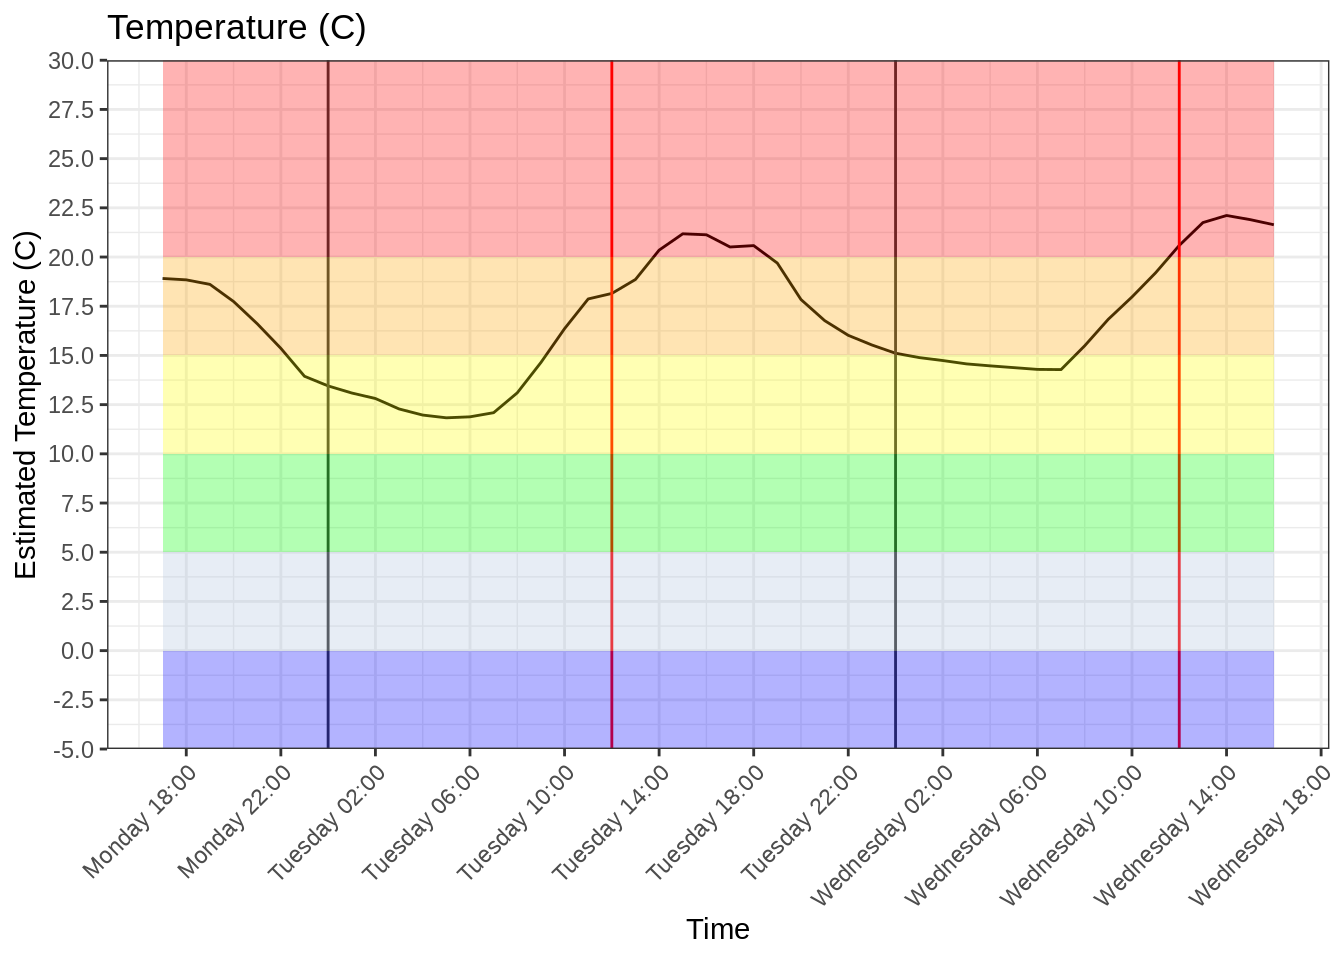 Temperature (C)
Estimated Temperature (C)
30.0
27.5
25.0
22.5
20.0
17.5
15.0
12.5
10.0
7.5
5.0
2.5
0.0
-2.5
-5.0
Monday 18:00
Monday 22:00
Tuesday 02:00
Tuesday 06:00
Tuesday 10:00
Tuesday 14:00
Tuesday 18:00
Tuesday 22:00
Wednesday 02:00
Wednesday 06:00
Wednesday 10:00
Wednesday 14:00
Wednesday 18:00
Time